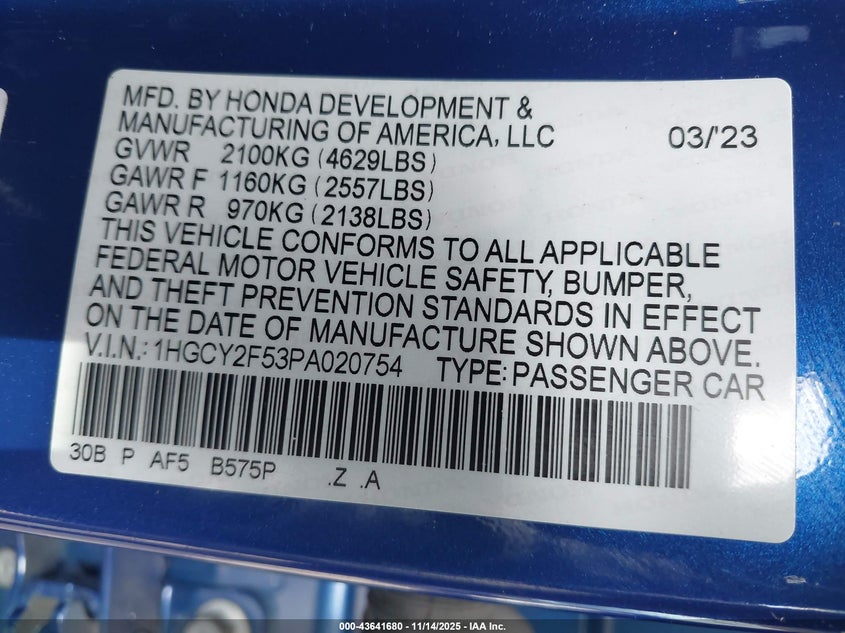 MFD. BY HONDA DEVELOPMENT &
MANUFACTURING OF AMERICA, LLC 03/'23
GVWR 2100KG (4629LBS)
GAWR F 1160KG (2557LBS)
GAWR R 970KG (2138LBS)
THIS VEHICLE CONFORMS TO ALL APPLICABLE
FEDERAL MOTOR VEHICLE SAFETY, BUMPER,
AND THEFT PREVENTION STANDARDS IN EFFECT
ON THE DATE OF MANUFACTURE SHOWN ABOVE.
V.I.N.: 1HGCY2F53PA020754 TYPE: PASSENGER CAR
30B P AF5 B575P .Z .A
000-43641680 - 11/14/2025 - IAA Inc.